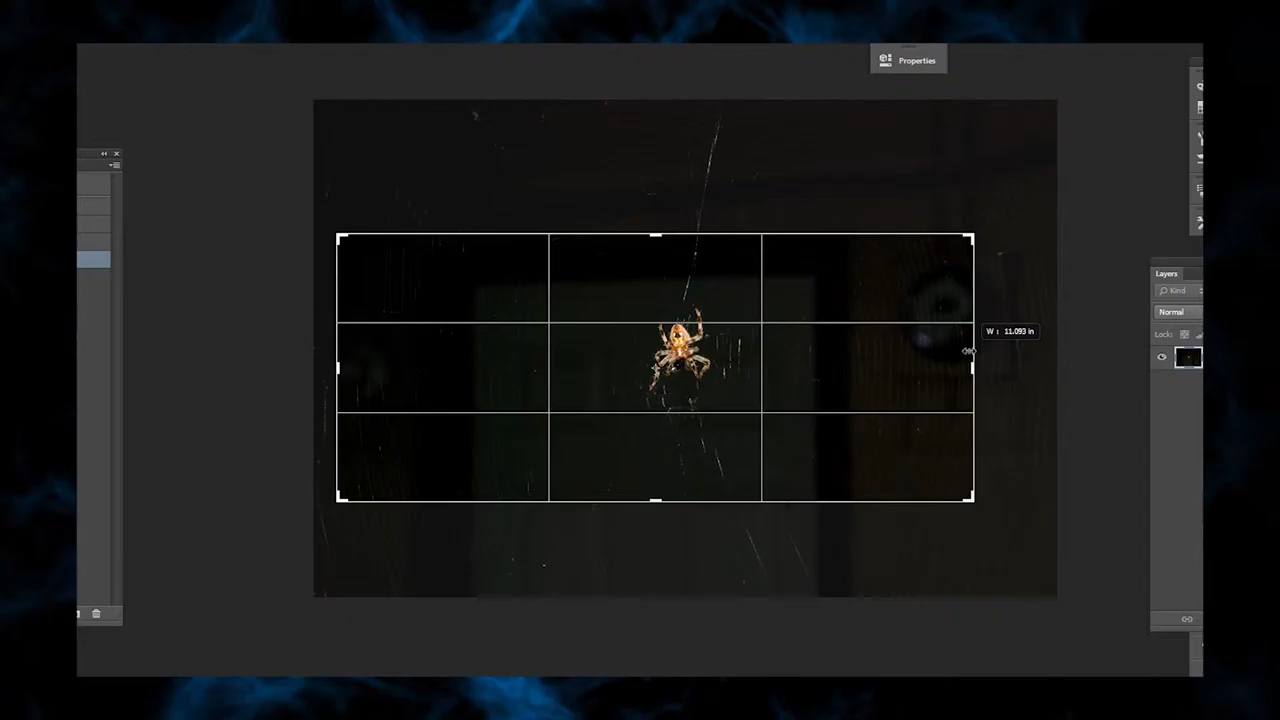 Properties
Layers
Kind
W : 11.093 in
Normal
Lock: